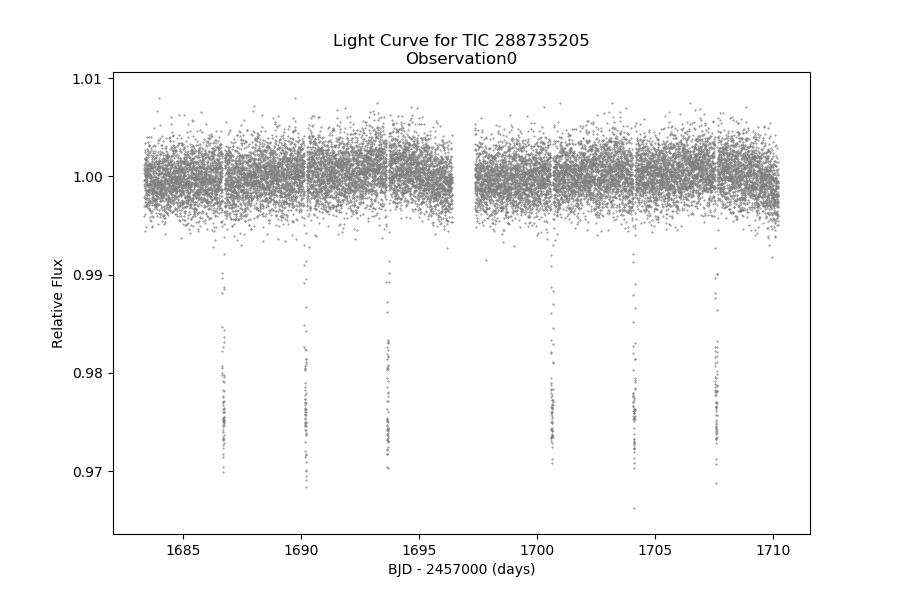 Light Curve for TIC 288735205
Observation0
1.01
1.00
0.99
0.98
0.97
Relative Flux
1685
1690
1695
1700
1705
1710
BJD - 2457000 (days)